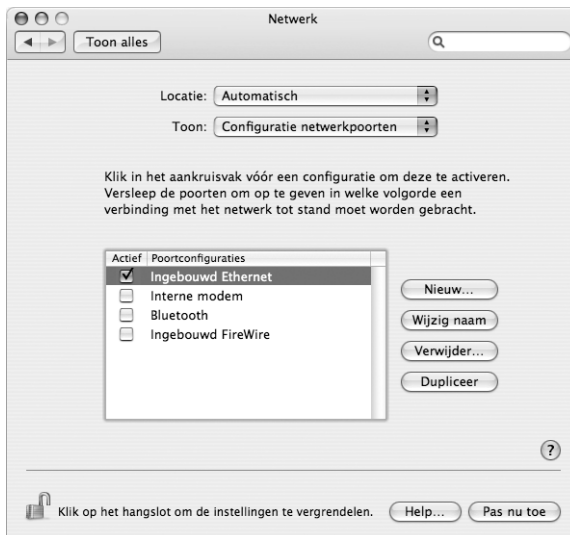 Netwerk
Toon alles
Locatie: Automatisch
Toon: Configuratie netwerkpoorten
Klik in het aankruisvak vóór een configuratie om deze te activeren.
Versleep de poorten om op te geven in welke volgorde een
verbinding met het netwerk tot stand moet worden gebracht.
Actief Poortconfiguraties
Ingebouwd Ethernet
Interne modem
Bluetooth
Ingebouwd FireWire
Nieuw...
Wijzig naam
Verwijder...
Dupliceer
?
Klik op het hangslot om de instellingen te vergrendelen. Help... Pas nu toe